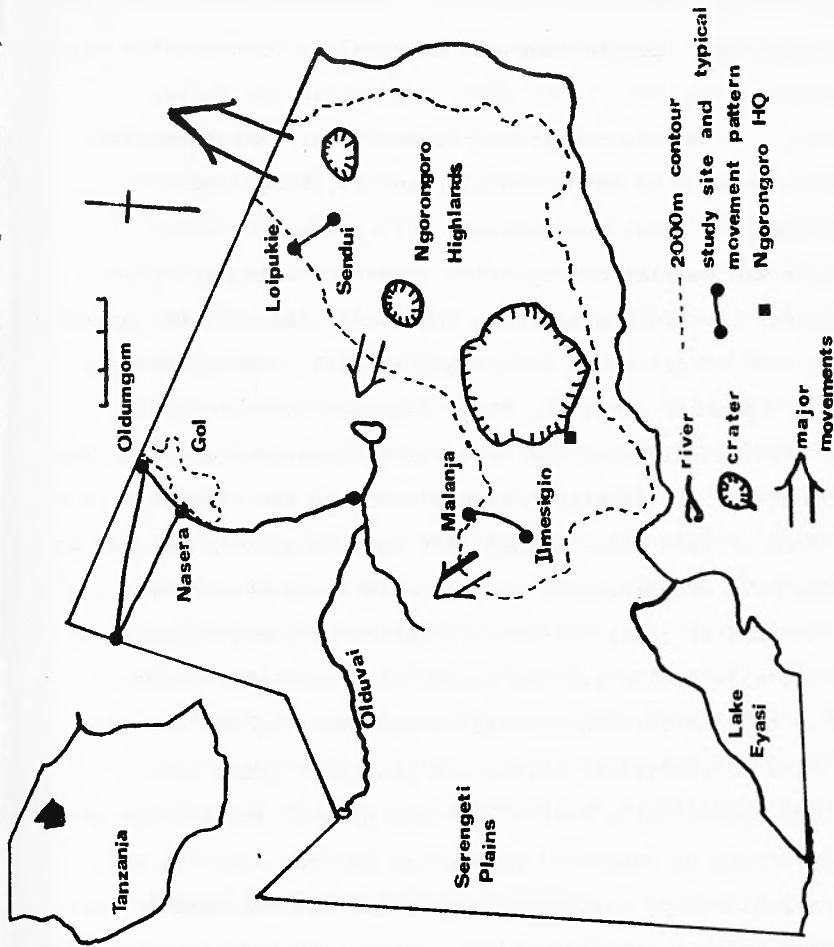 Tanzania
Oldumgom
Gol
Nasera
Loipukie
Sendui
Ngorongoro
Highlands
Olduvai
Malanja
Ilmesigio
Serengeti
Plains
Lake
Eyasi
river
crater
major
movements
2000m contour
study site and typical
movement pattern
Ngorongoro HQ